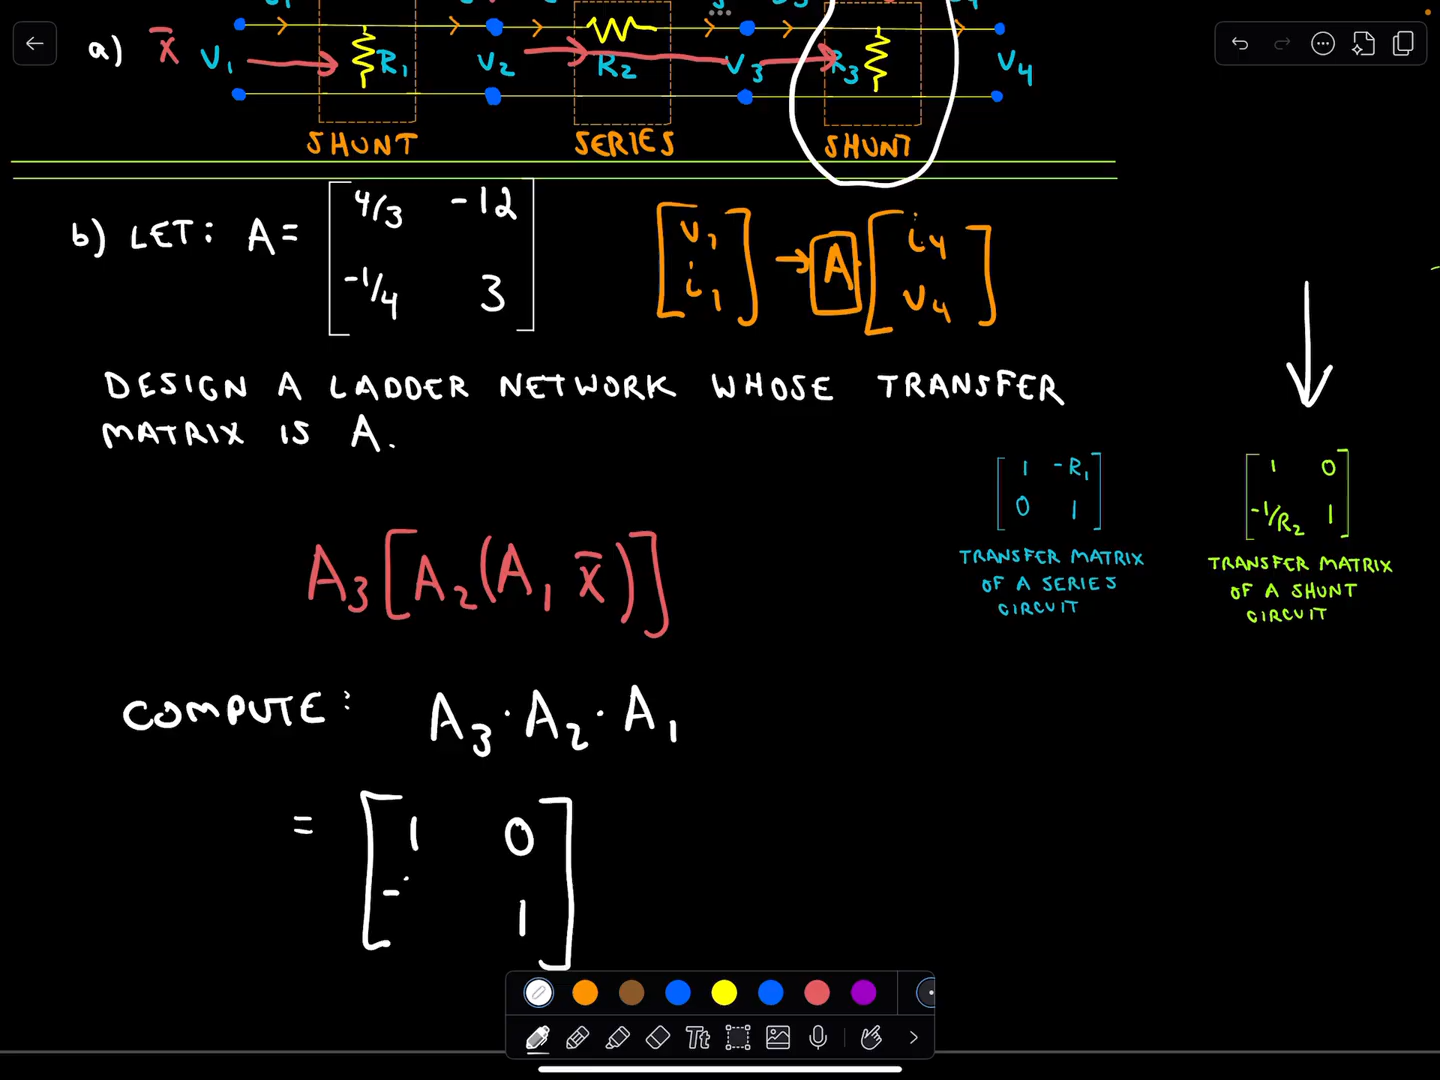 a) x̄ V₁ R₁ V₂ R₂ V₃ R₃ V₄
SHUNT SERIES SHUNT
b) LET: A = [ 4/3 -12
-1/4 3 ]
[ V₁
i₁ ] → A · [ i₄
V₄ ]
DESIGN A LADDER NETWORK WHOSE TRANSFER
MATRIX IS A.
[ 1 -R₁
0 1 ]
TRANSFER MATRIX
OF A SERIES
CIRCUIT
[ 1 0
-1/R₂ 1 ]
TRANSFER MATRIX
OF A SHUNT
CIRCUIT
A₃[A₂(A₁ x̄)]
COMPUTE: A₃ · A₂ · A₁
= [ 1 0
- 1 ]
Tt